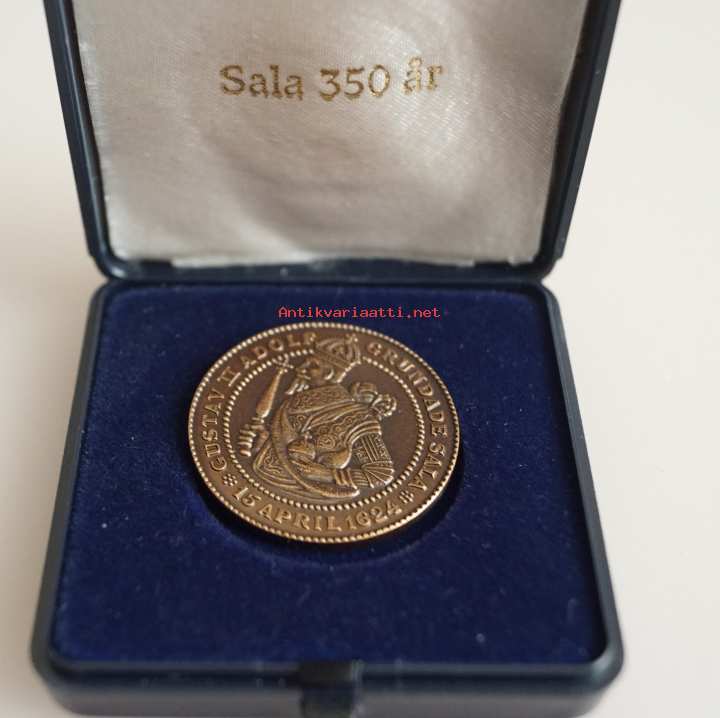 Sala 350 år
Antikvariaatti.net
GUSTAV II ADOLF GRUNDADE SALA
15 APRIL 1624